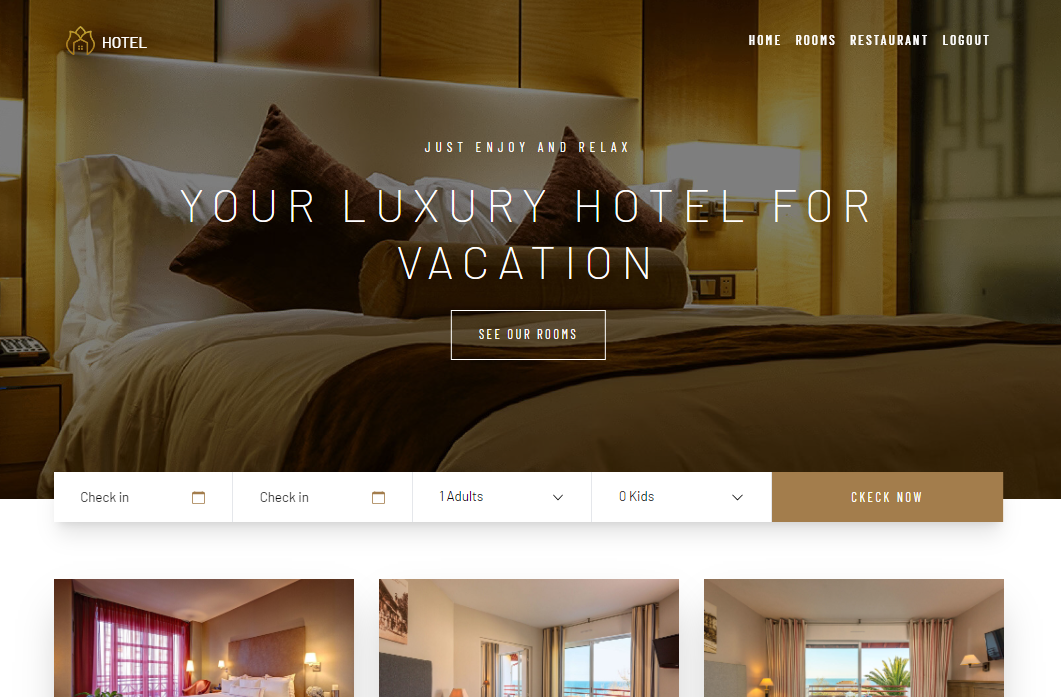 HOTEL
HOME ROOMS RESTAURANT LOGOUT
JUST ENJOY AND RELAX
YOUR LUXURY HOTEL FOR
VACATION
SEE OUR ROOMS
Check in
Check in
1 Adults
0 Kids
CKECK NOW